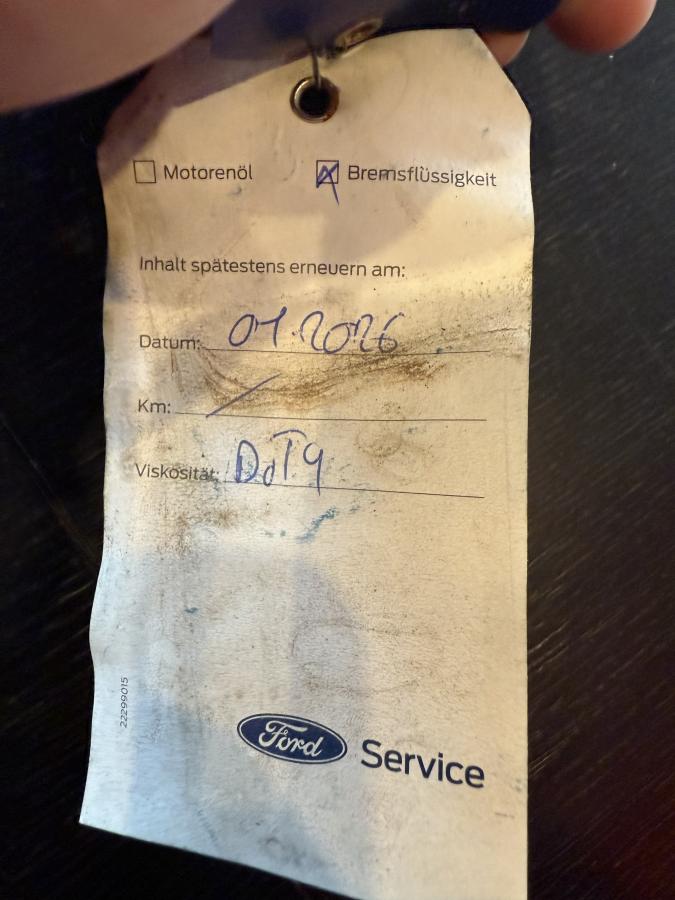 Motorenöl Bremsflüssigkeit
Inhalt spätestens erneuern am:
Datum: 01.2026
Km: /
Viskosität: DOT4
22299015
Ford Service